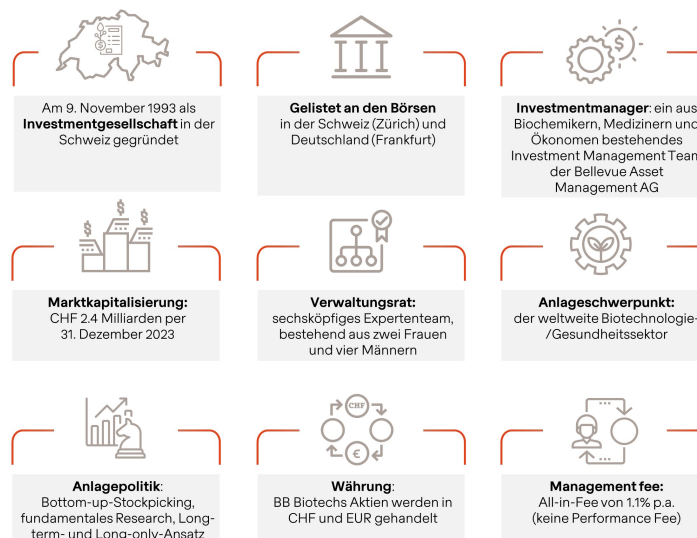 Am 9. November 1993 als
Investmentgesellschaft in der
Schweiz gegründet
Gelistet an den Börsen
in der Schweiz (Zürich) und
Deutschland (Frankfurt)
Investmentmanager: ein aus
Biochemikern, Medizinern und
Ökonomen bestehendes
Investment Management Team
der Bellevue Asset
Management AG
Marktkapitalisierung:
CHF 2.4 Milliarden per
31. Dezember 2023
Verwaltungsrat:
sechsköpfiges Expertenteam,
bestehend aus zwei Frauen
und vier Männern
Anlageschwerpunkt:
der weltweite Biotechnologie-
/Gesundheitssektor
Anlagepolitik:
Bottom-up-Stockpicking,
fundamentales Research, Long-
term- und Long-only-Ansatz
CHF
€
Währung:
BB Biotechs Aktien werden in
CHF und EUR gehandelt
Management fee:
All-in-Fee von 1.1% p.a.
(keine Performance Fee)